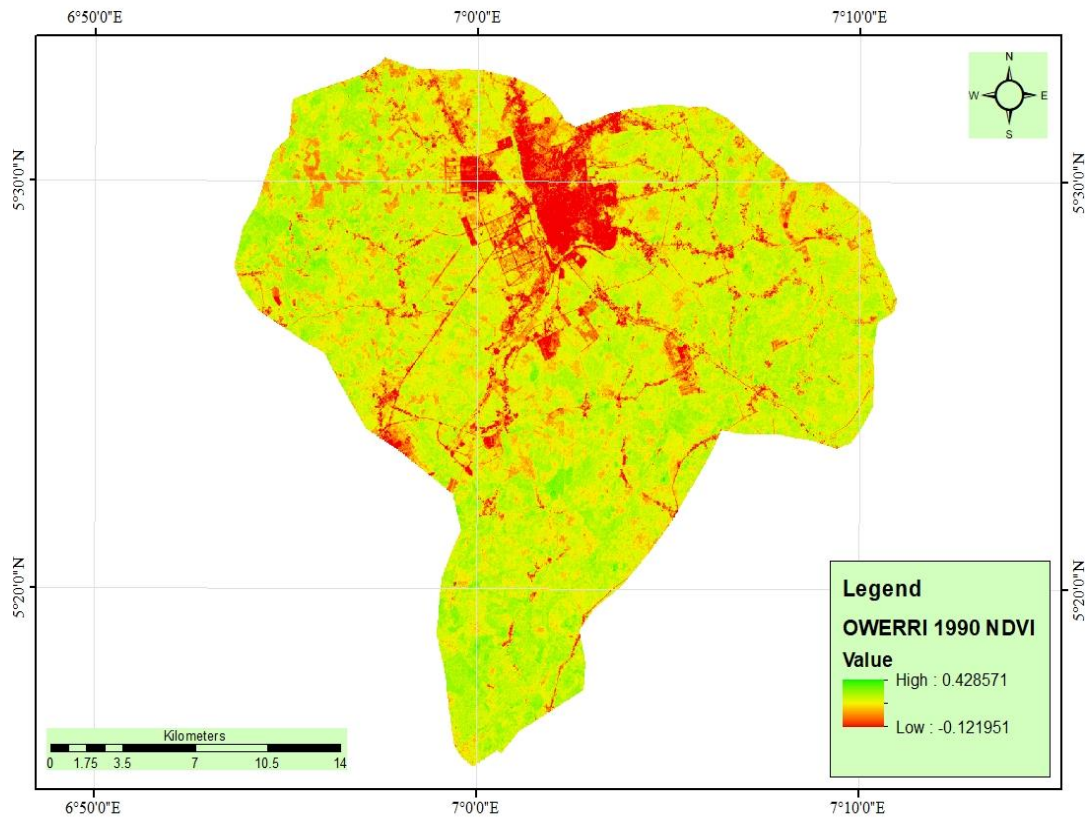 6°50'0"E 7°0'0"E 7°10'0"E
N
W E
S
5°30'0"N 5°30'0"N
5°20'0"N 5°20'0"N
Legend
OWERRI 1990 NDVI
Value
High : 0.428571
Low : -0.121951
Kilometers
0 1.75 3.5 7 10.5 14
6°50'0"E 7°0'0"E 7°10'0"E